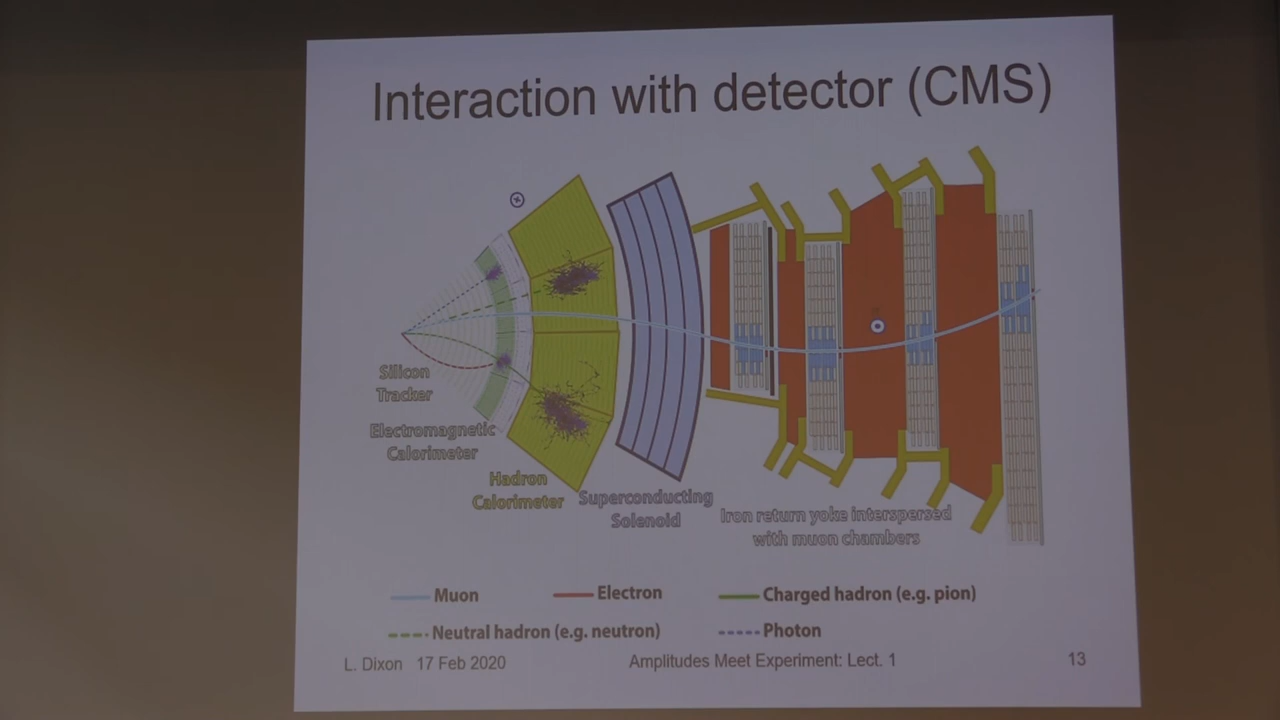 Interaction with detector (CMS)
Silicon
Tracker
Electromagnetic
Calorimeter
Hadron
Calorimeter
Superconducting
Solenoid
Iron return yoke interspersed
with muon chambers
Muon
Electron
Charged hadron (e.g. pion)
Neutral hadron (e.g. neutron)
Photon
L. Dixon 17 Feb 2020
Amplitudes Meet Experiment: Lect. 1
13